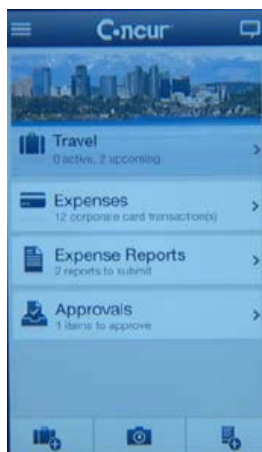 C•ncur
Travel
0 active, 2 upcoming
Expenses
12 corporate card transaction(s)
Expense Reports
2 reports to submit
Approvals
1 items to approve